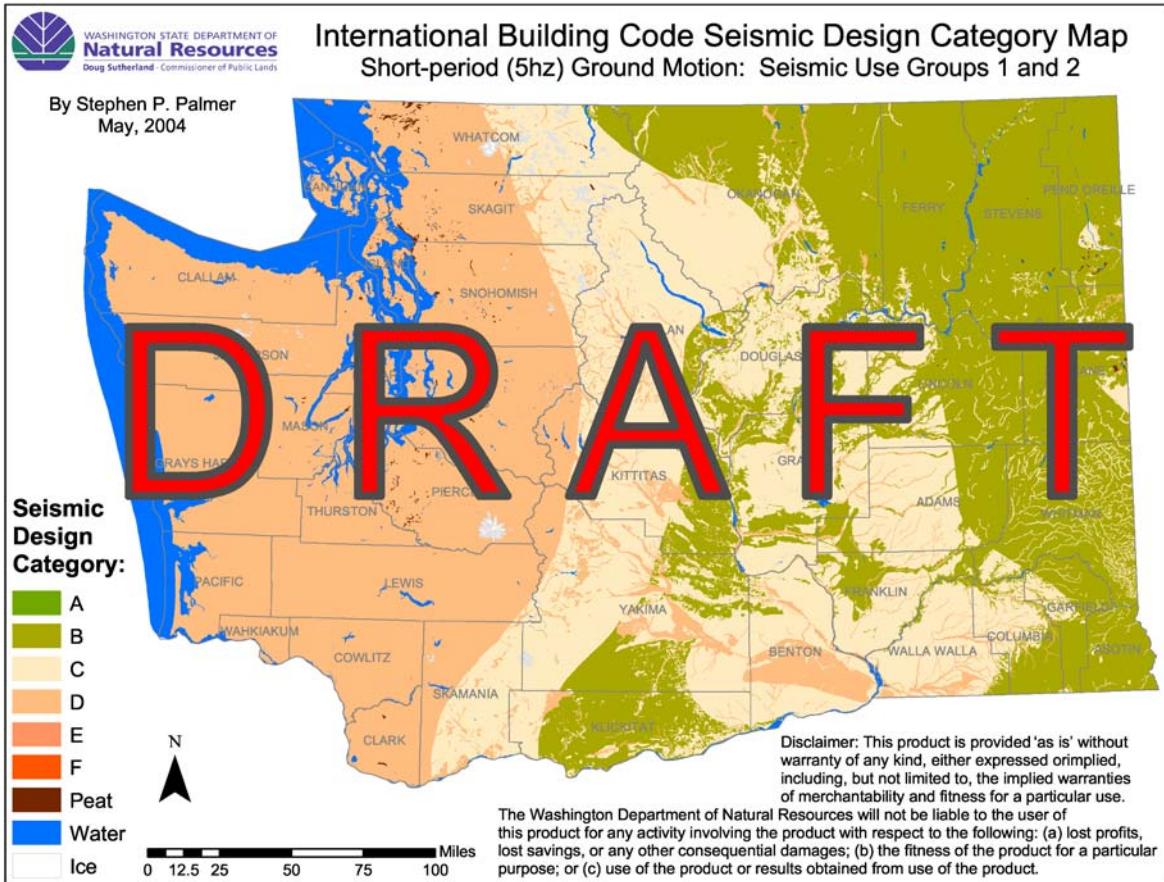 WASHINGTON STATE DEPARTMENT OF
Natural Resources
Doug Sutherland - Commissioner of Public Lands
International Building Code Seismic Design Category Map
Short-period (5hz) Ground Motion: Seismic Use Groups 1 and 2
By Stephen P. Palmer
May, 2004
WHATCOM
OKANOGAN
PEND OREILLE
FERRY
STEVENS
SKAGIT
CLALLAM
SNOHOMISH
DOUGLAS
LINCOLN
DRAFT
MASON
GRAYS HAR
KITTITAS
GRA
PIERCE
THURSTON
ADAMS
WHITMAN
PACIFIC
LEWIS
YAKIMA
FRANKLIN
GARFIELD
WAHKIAKUM
COLUMBIA
ASOTIN
COWLITZ
BENTON
WALLA WALLA
SKAMANIA
KLICKITAT
CLARK
Seismic
Design
Category:
A
B
C
D
E
F
Peat
Water
Ice
N
0 12.5 25 50 75 100 Miles
Disclaimer: This product is provided 'as is' without
warranty of any kind, either expressed orimplied,
including, but not limited to, the implied warranties
of merchantability and fitness for a particular use.
The Washington Department of Natural Resources will not be liable to the user of
this product for any activity involving the product with respect to the following: (a) lost profits,
lost savings, or any other consequential damages; (b) the fitness of the product for a particular
purpose; or (c) use of the product or results obtained from use of the product.